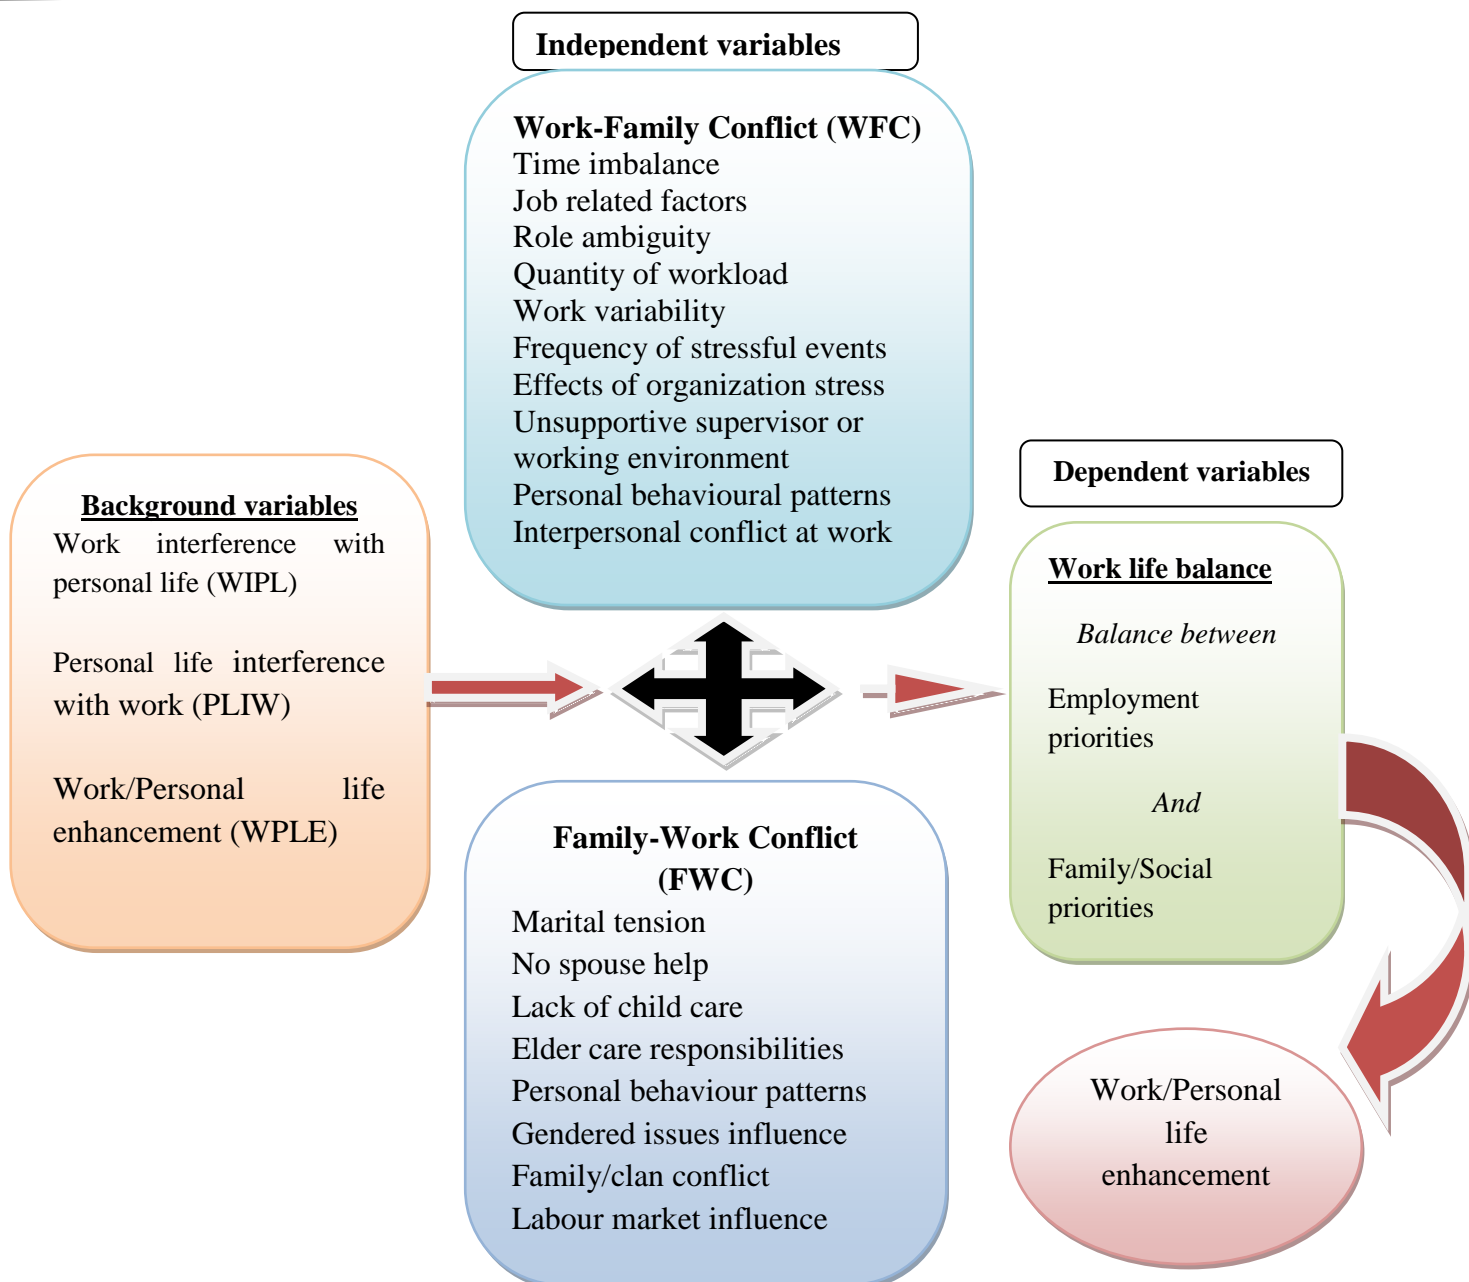 Independent variables
Work-Family Conflict (WFC)
Time imbalance
Job related factors
Role ambiguity
Quantity of workload
Work variability
Frequency of stressful events
Effects of organization stress
Unsupportive supervisor or
working environment
Personal behavioural patterns
Interpersonal conflict at work
Background variables
Work interference with
personal life (WIPL)
Personal life interference
with work (PLIW)
Work/Personal life
enhancement (WPLE)
Dependent variables
Work life balance
Balance between
Employment
priorities
And
Family/Social
priorities
Family-Work Conflict
(FWC)
Marital tension
No spouse help
Lack of child care
Elder care responsibilities
Personal behaviour patterns
Gendered issues influence
Family/clan conflict
Labour market influence
Work/Personal
life
enhancement